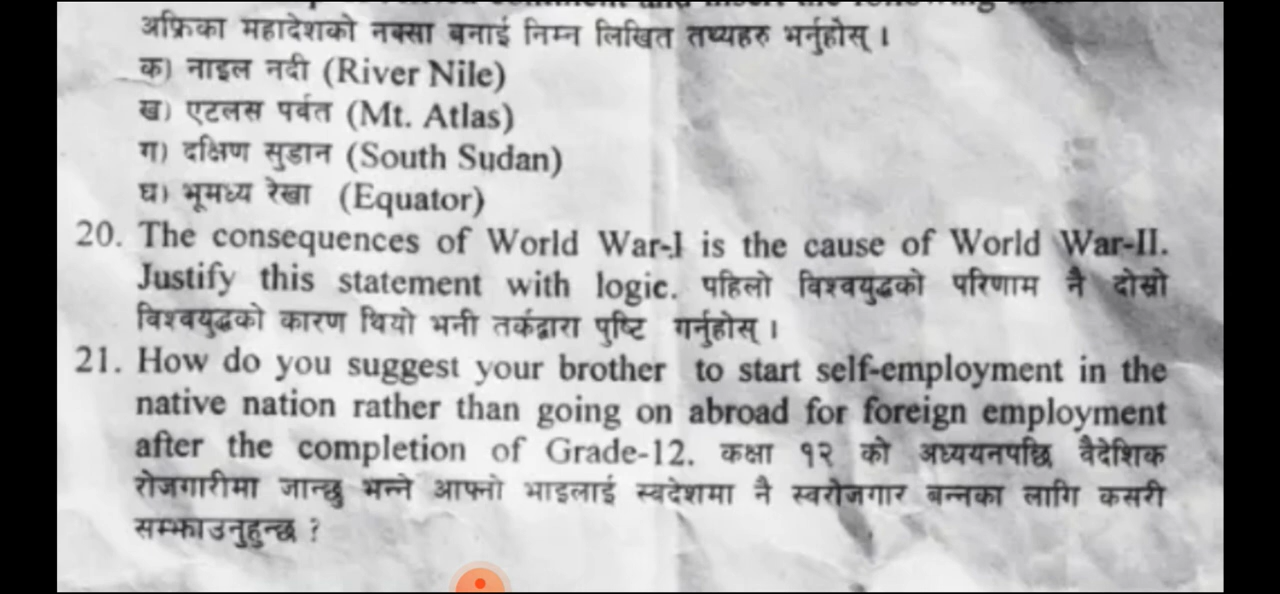 अफ्रिका महादेशको नक्सा बनाई निम्न लिखित तथ्यहरु भर्नुहोस् ।
क) नाइल नदी (River Nile)
ख) एटलस पर्वत (Mt. Atlas)
ग) दक्षिण सुडान (South Sudan)
घ) भूमध्य रेखा (Equator)
20. The consequences of World War-I is the cause of World War-II.
Justify this statement with logic. पहिलो विश्वयुद्धको परिणाम नै दोस्रो
विश्वयुद्धको कारण थियो भनी तर्कद्वारा पुष्टि गर्नुहोस् ।
21. How do you suggest your brother to start self-employment in the
native nation rather than going on abroad for foreign employment
after the completion of Grade-12. कक्षा १२ को अध्ययनपछि वैदेशिक
रोजगारीमा जान्छु भन्ने आफ्नो भाइलाई स्वदेशमा नै स्वरोजगार बन्नका लागि कसरी
सम्झाउनुहुन्छ ?